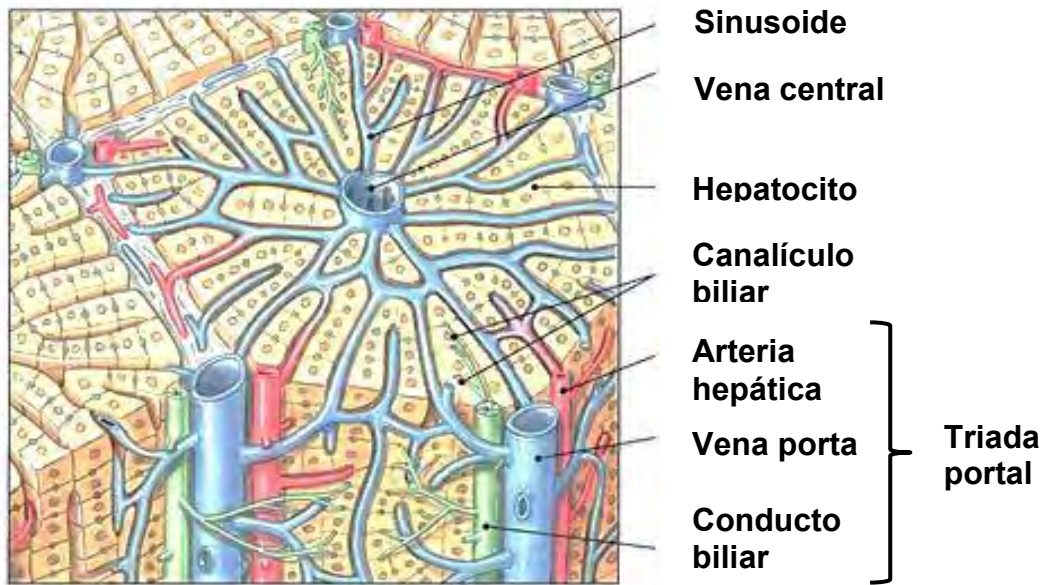 Sinusoide
Vena central
Hepatocito
Canalículo
biliar
Arteria
hepática
Vena porta
Conducto
biliar
Triada
portal